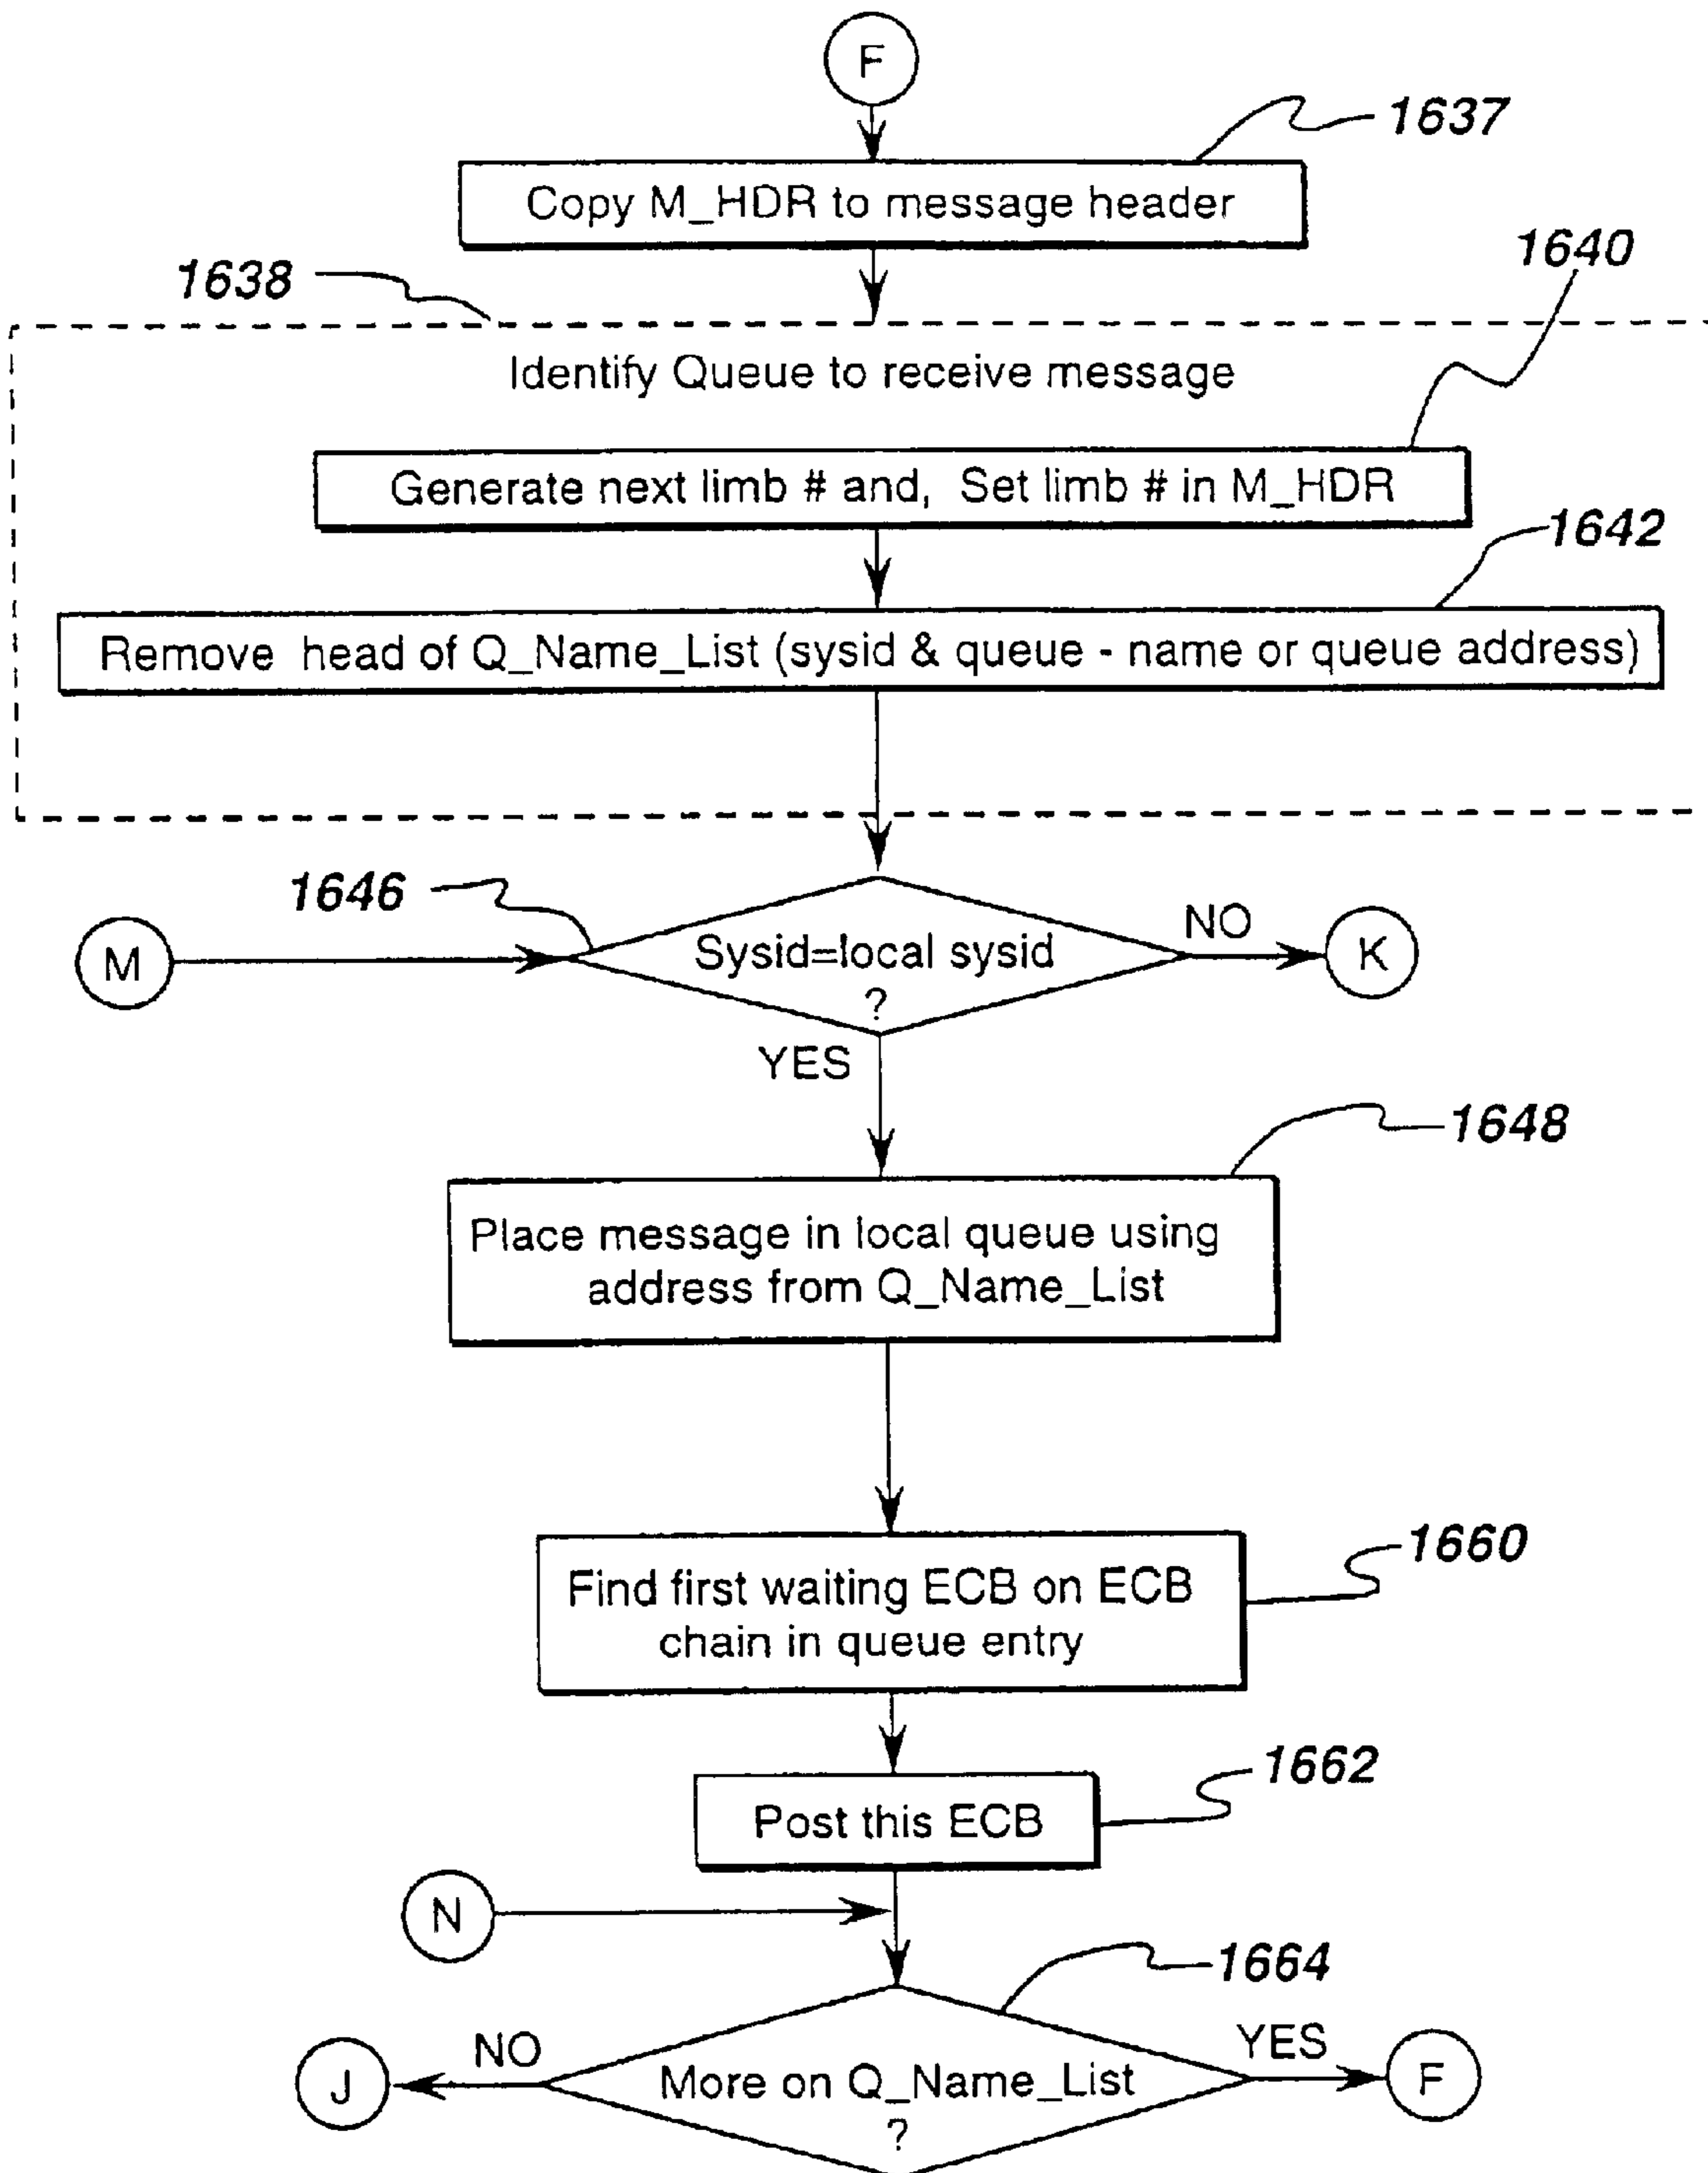 F
1637
Copy M_HDR to message header
1638
1640
Identify Queue to receive message
Generate next limb # and, Set limb # in M_HDR
1642
Remove head of Q_Name_List (sysid & queue - name or queue address)
1646
M
Sysid=local sysid
?
NO
K
YES
1648
Place message in local queue using
address from Q_Name_List
1660
Find first waiting ECB on ECB
chain in queue entry
1662
Post this ECB
N
1664
J
NO
More on Q_Name_List
?
YES
F